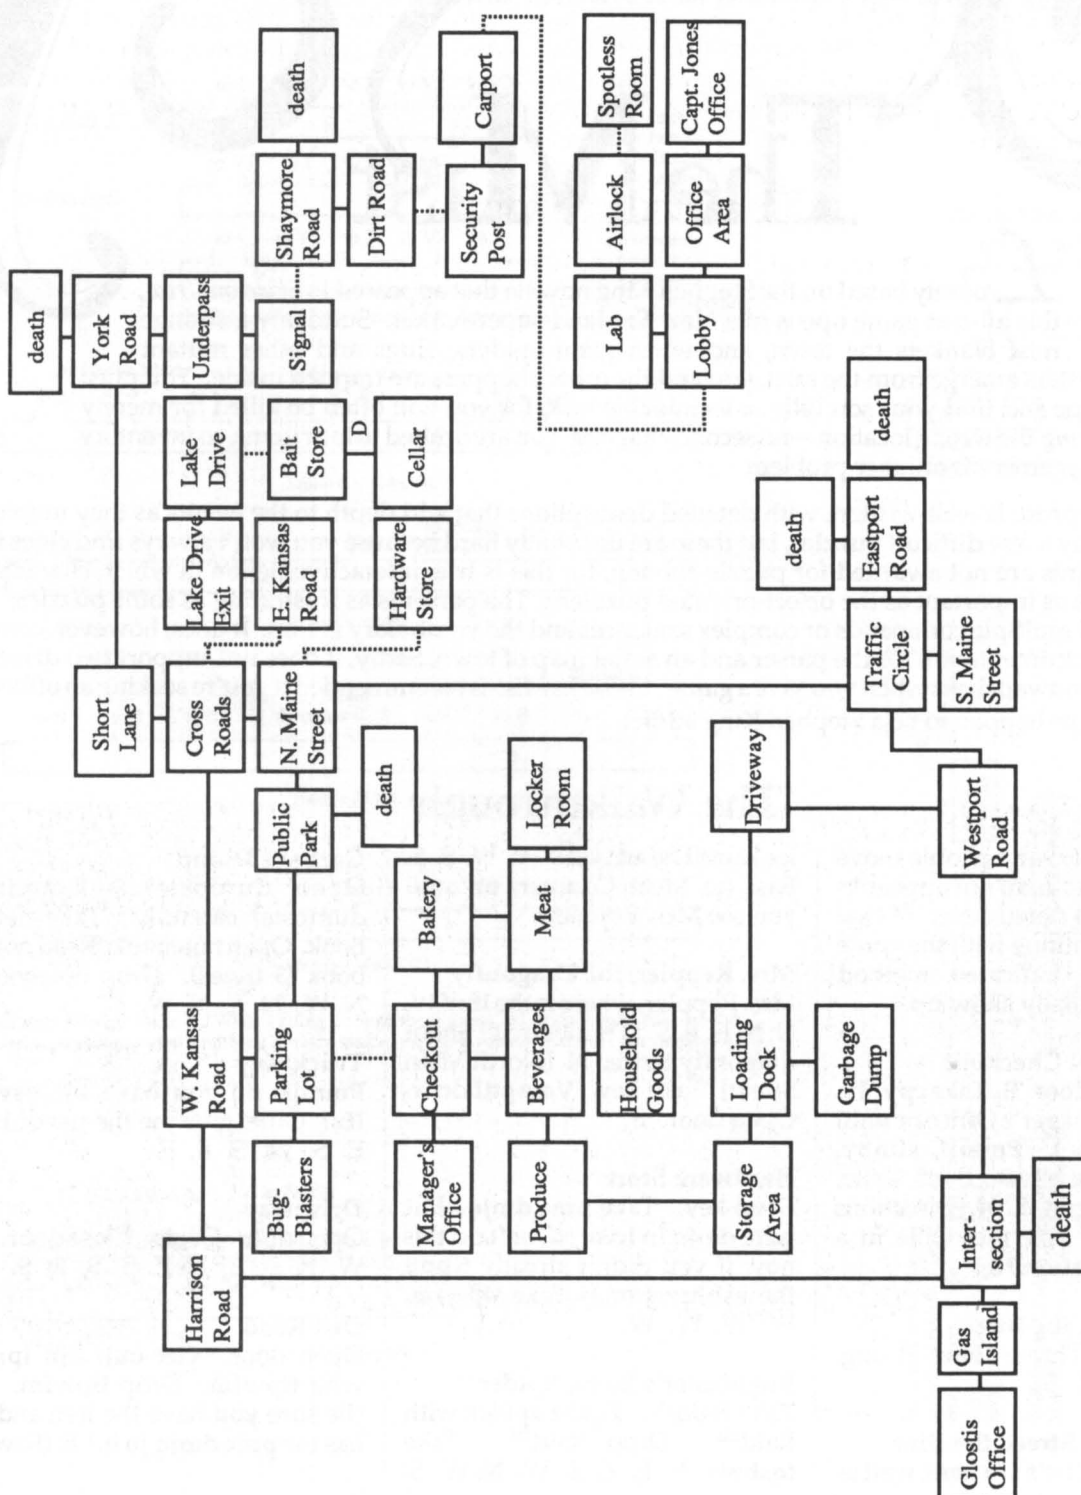 death
York
Road
Underpass
death
Shaymore
Road
Signal
Dirt Road
Security
Post
Carport
Spotless
Room
Airlock
Lab
Capt. Jones
Office
Office
Area
Lobby
Lake
Drive
Lake Drive
Exit
Bait
Store
D
Cellar
E. Kansas
Road
Hardware
Store
Short
Lane
Cross
Roads
N. Maine
Street
Public
Park
death
W. Kansas
Road
Harrison
Road
Parking
Lot
Bug-
Blasters
Bakery
Checkout
Manager's
Office
Locker
Room
Meat
Beverages
Produce
Household
Goods
Driveway
Loading
Dock
Storage
Area
Garbage
Dump
death
death
Eastport
Road
Traffic
Circle
S. Mane
Street
Westport
Road
Inter-
section
death
Gas
Island
Glostis
Office